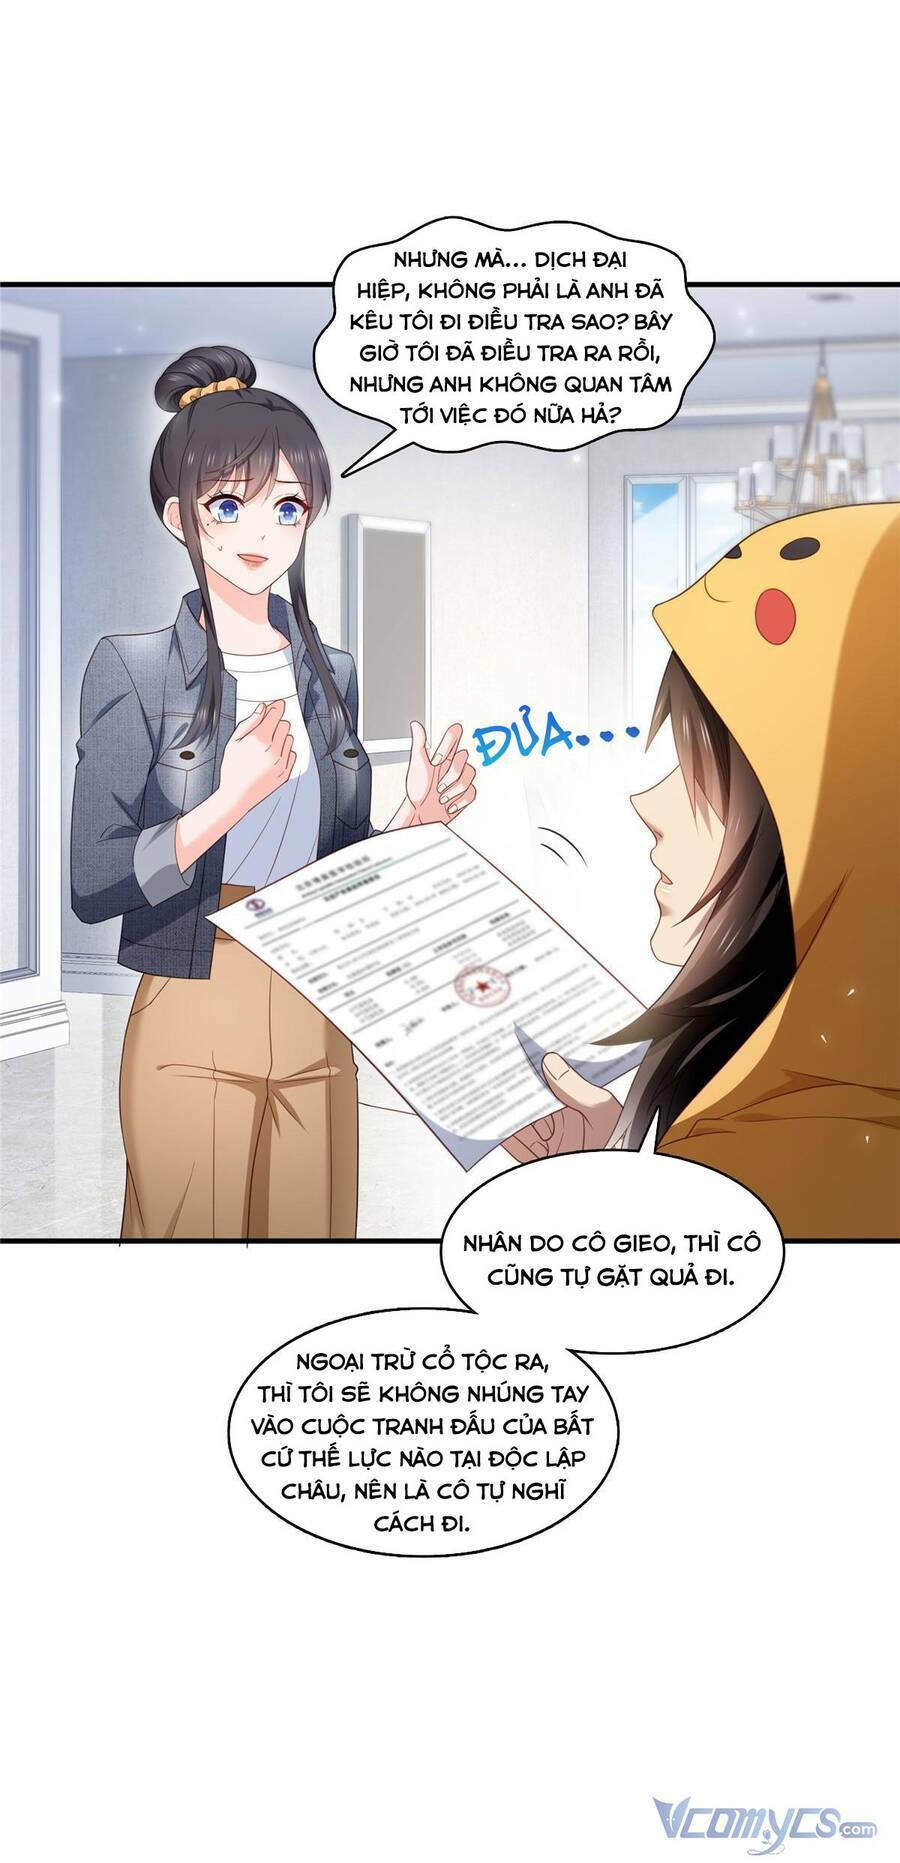 NHƯNG MÀ... DỊCH ĐẠI
HIỆP, KHÔNG PHẢI LÀ ANH ĐÃ
KÊU TÔI ĐI ĐIỀU TRA SAO? BÂY
GIỜ TÔI ĐÃ ĐIỀU TRA RA RỒI,
NHƯNG ANH KHÔNG QUAN TÂM
TỚI VIỆC ĐÓ NỮA HẢ?
ĐƯA...
NHÂN DO CÔ GIEO, THÌ CÔ
CŨNG TỰ GẶT QUẢ ĐI.
NGOẠI TRỪ CỔ TỘC RA,
THÌ TÔI SẼ KHÔNG NHÚNG TAY
VÀO CUỘC TRANH ĐẤU CỦA BẤT
CỨ THẾ LỰC NÀO TẠI ĐỘC LẬP
CHÂU, NÊN LÀ CÔ TỰ NGHĨ
CÁCH ĐI.
VCOMYCS.com